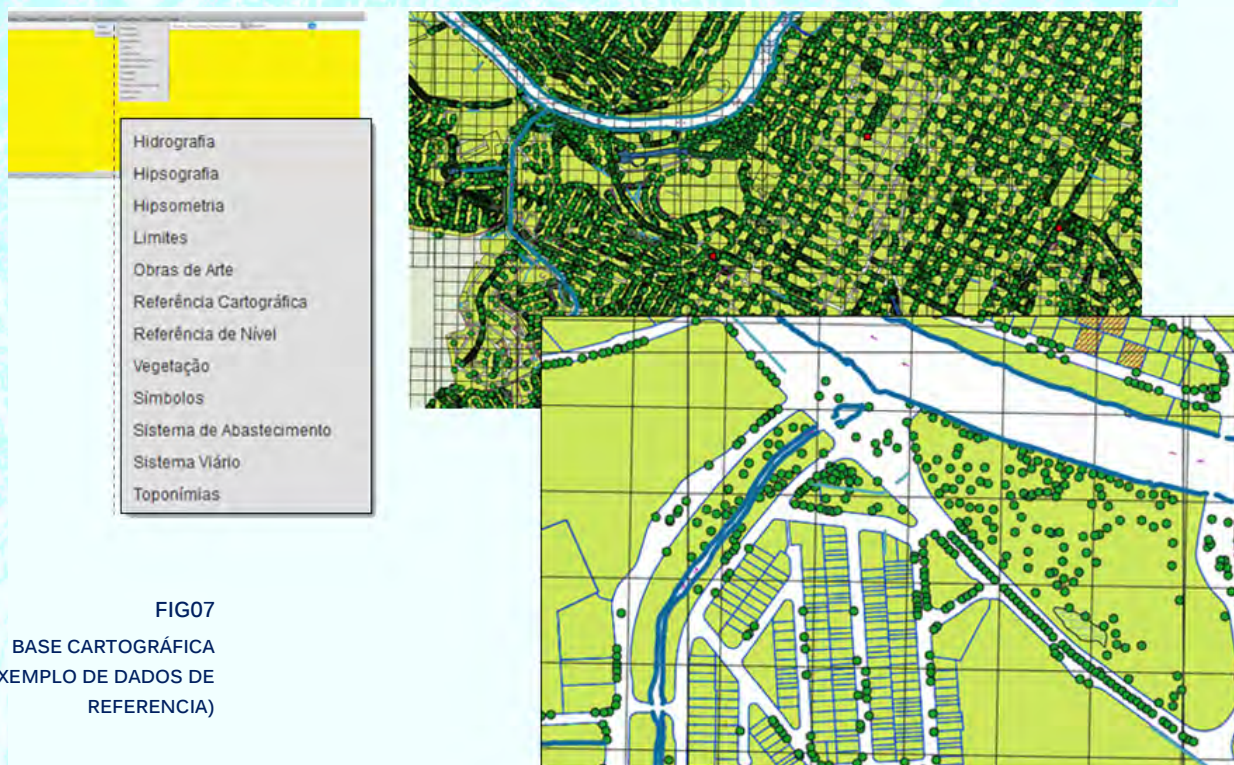 Hidrografia
Hipsografia
Hipsometria
Limites
Obras de Arte
Referência Cartográfica
Referência de Nível
Vegetação
Símbolos
Sistema de Abastecimento
Sistema Viário
Toponímias
FIG07
BASE CARTOGRÁFICA
XEMPLO DE DADOS DE
REFERENCIA)